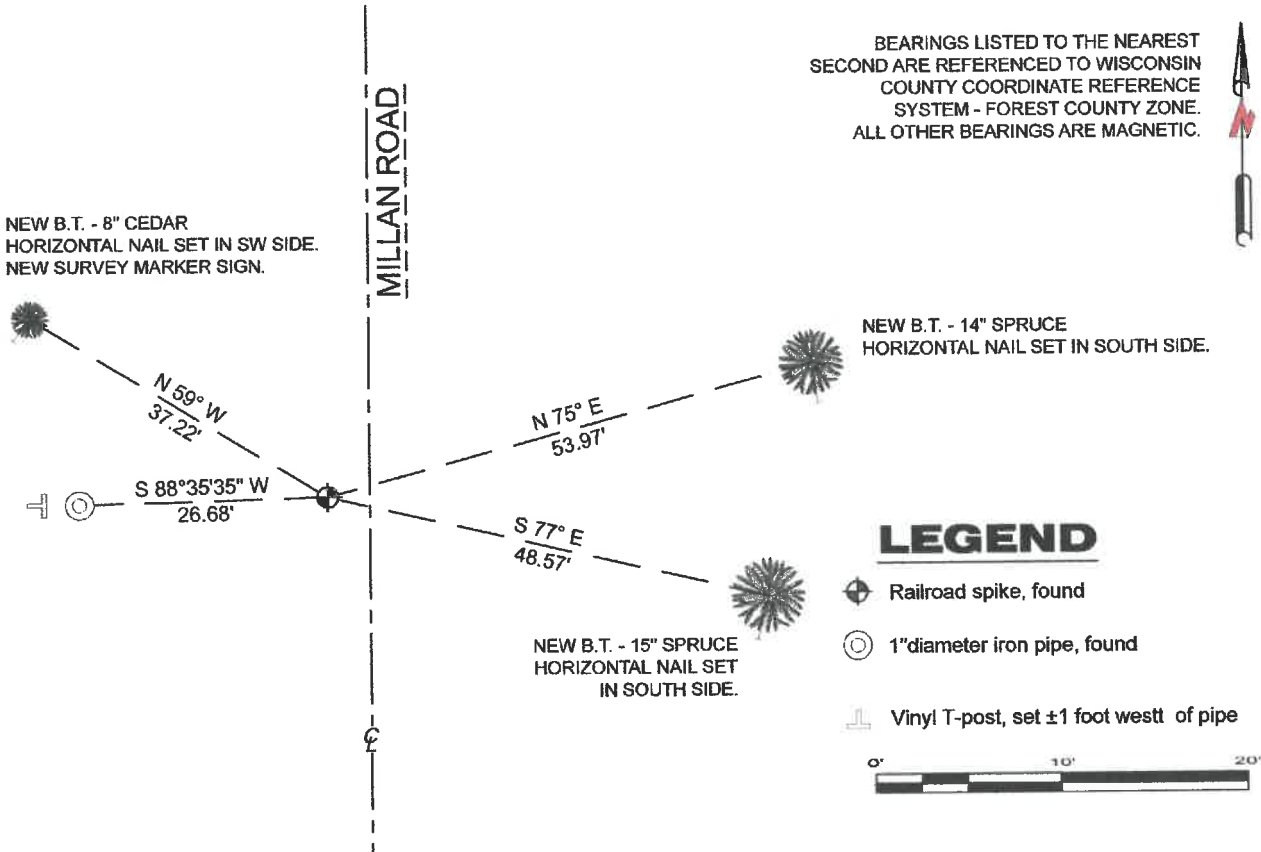 BEARINGS LISTED TO THE NEAREST
SECOND ARE REFERENCED TO WISCONSIN
COUNTY COORDINATE REFERENCE
SYSTEM - FOREST COUNTY ZONE.
ALL OTHER BEARINGS ARE MAGNETIC.
N
MILLAN ROAD
NEW B.T. - 8" CEDAR
HORIZONTAL NAIL SET IN SW SIDE.
NEW SURVEY MARKER SIGN.
NEW B.T. - 14" SPRUCE
HORIZONTAL NAIL SET IN SOUTH SIDE.
N 59° W
37.22'
N 75° E
53.97'
S 88°35'35" W
26.68'
S 77° E
48.57'
NEW B.T. - 15" SPRUCE
HORIZONTAL NAIL SET
IN SOUTH SIDE.
℄
LEGEND
Railroad spike, found
1"diameter iron pipe, found
Vinyl T-post, set ±1 foot westt of pipe
0' 10' 20'